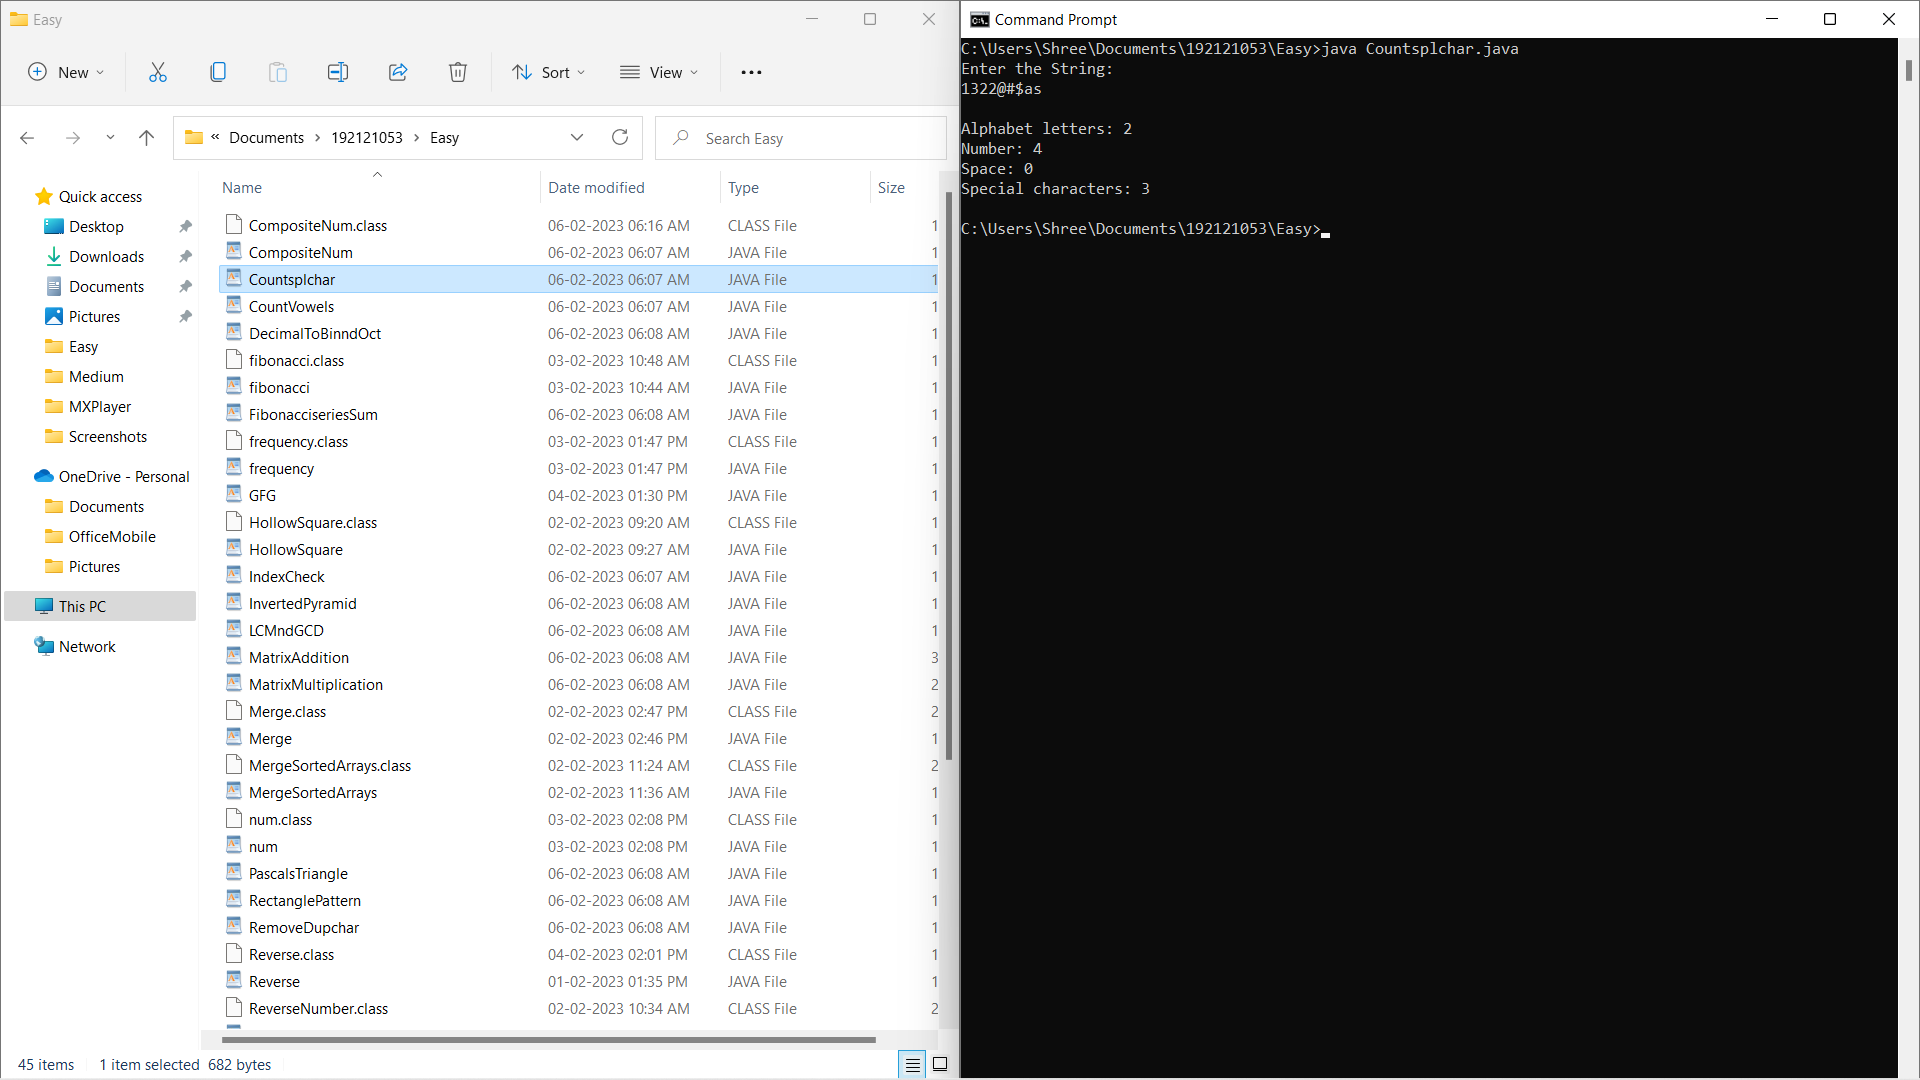 Easy
New
Sort
View
« Documents > 192121053 > Easy
Search Easy
Quick access
Desktop
Downloads
Documents
Pictures
Easy
Medium
MXPlayer
Screenshots
OneDrive - Personal
Documents
OfficeMobile
Pictures
This PC
Network
Name Date modified Type Size
CompositeNum.class 06-02-2023 06:16 AM CLASS File 1
CompositeNum 06-02-2023 06:07 AM JAVA File 1
Countsplchar 06-02-2023 06:07 AM JAVA File 1
CountVowels 06-02-2023 06:07 AM JAVA File 1
DecimalToBinndOct 06-02-2023 06:08 AM JAVA File 1
fibonacci.class 03-02-2023 10:48 AM CLASS File 1
fibonacci 03-02-2023 10:44 AM JAVA File 1
FibonacciseriesSum 06-02-2023 06:08 AM JAVA File 1
frequency.class 03-02-2023 01:47 PM CLASS File 1
frequency 03-02-2023 01:47 PM JAVA File 1
GFG 04-02-2023 01:30 PM JAVA File 1
HollowSquare.class 02-02-2023 09:20 AM CLASS File 1
HollowSquare 02-02-2023 09:27 AM JAVA File 1
IndexCheck 06-02-2023 06:07 AM JAVA File 1
InvertedPyramid 06-02-2023 06:08 AM JAVA File 1
LCMndGCD 06-02-2023 06:08 AM JAVA File 1
MatrixAddition 06-02-2023 06:08 AM JAVA File 3
MatrixMultiplication 06-02-2023 06:08 AM JAVA File 2
Merge.class 02-02-2023 02:47 PM CLASS File 2
Merge 02-02-2023 02:46 PM JAVA File 1
MergeSortedArrays.class 02-02-2023 11:24 AM CLASS File 2
MergeSortedArrays 02-02-2023 11:36 AM JAVA File 1
num.class 03-02-2023 02:08 PM CLASS File 1
num 03-02-2023 02:08 PM JAVA File 1
PascalsTriangle 06-02-2023 06:08 AM JAVA File 1
RectanglePattern 06-02-2023 06:08 AM JAVA File 1
RemoveDupchar 06-02-2023 06:08 AM JAVA File 1
Reverse.class 04-02-2023 02:01 PM CLASS File 1
Reverse 01-02-2023 01:35 PM JAVA File 1
ReverseNumber.class 02-02-2023 10:34 AM CLASS File 2
45 items 1 item selected 682 bytes
Command Prompt
C:\Users\Shree\Documents\192121053\Easy>java Countsplchar.java
Enter the String:
1322@#$as
Alphabet letters: 2
Number: 4
Space: 0
Special characters: 3
C:\Users\Shree\Documents\192121053\Easy>